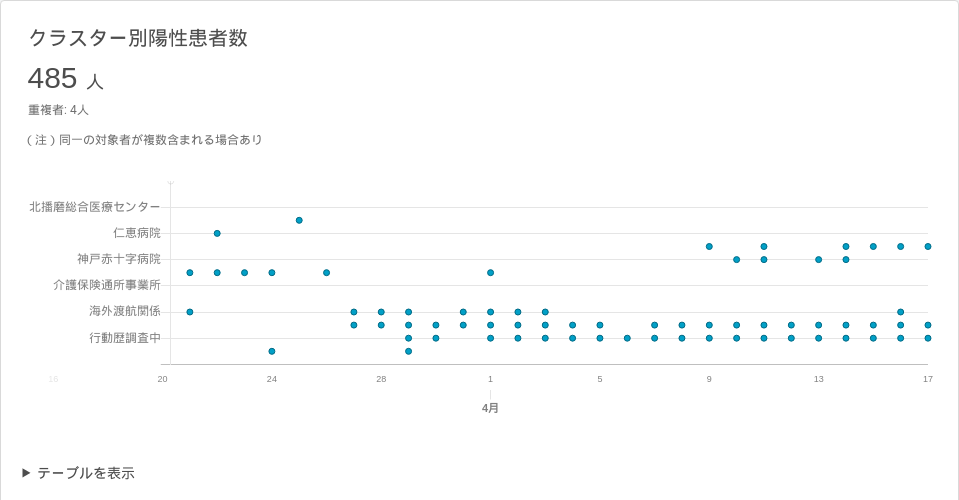 クラスター別陽性患者数
485 人
重複者: 4人
( 注 ) 同一の対象者が複数含まれる場合あり
北播磨総合医療センター
仁恵病院
神戸赤十字病院
介護保険通所事業所
海外渡航関係
行動歴調査中
16 20 24 28 1 5 9 13 17
4月
▶ テーブルを表示